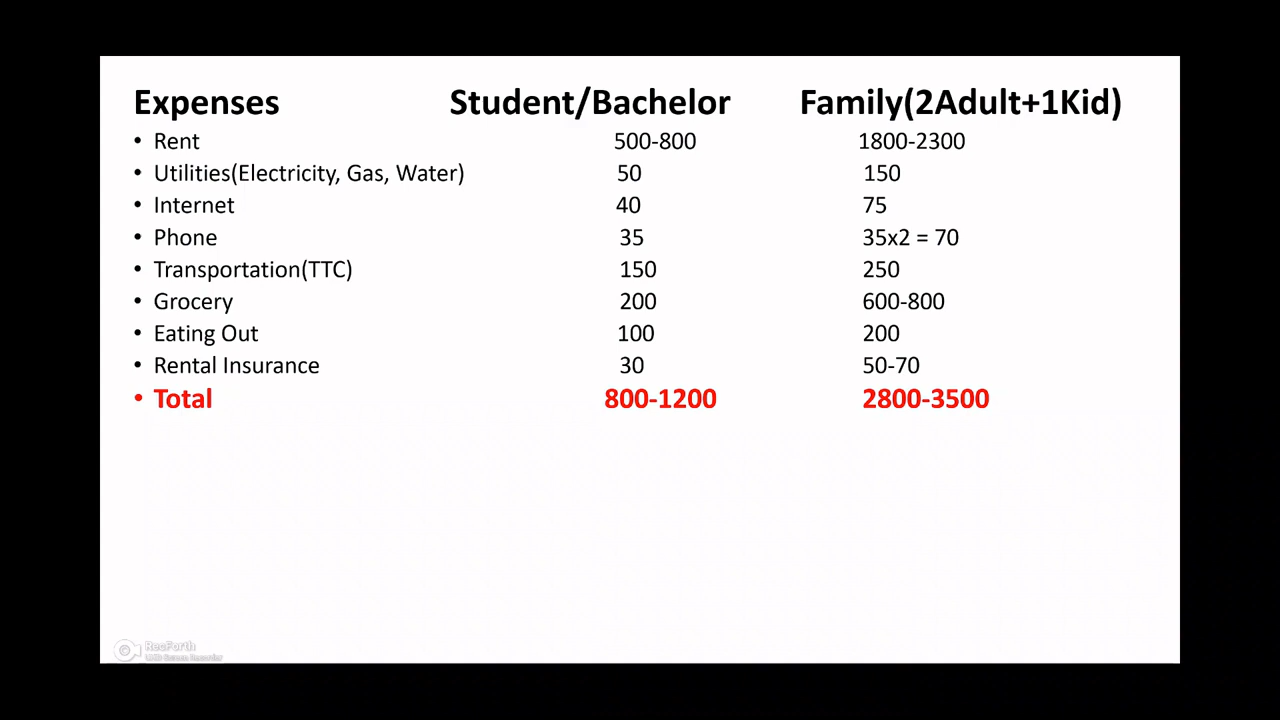 Expenses Student/Bachelor Family(2Adult+1Kid)
• Rent 500-800 1800-2300
• Utilities(Electricity, Gas, Water) 50 150
• Internet 40 75
• Phone 35 35x2 = 70
• Transportation(TTC) 150 250
• Grocery 200 600-800
• Eating Out 100 200
• Rental Insurance 30 50-70
• Total 800-1200 2800-3500
RecForth